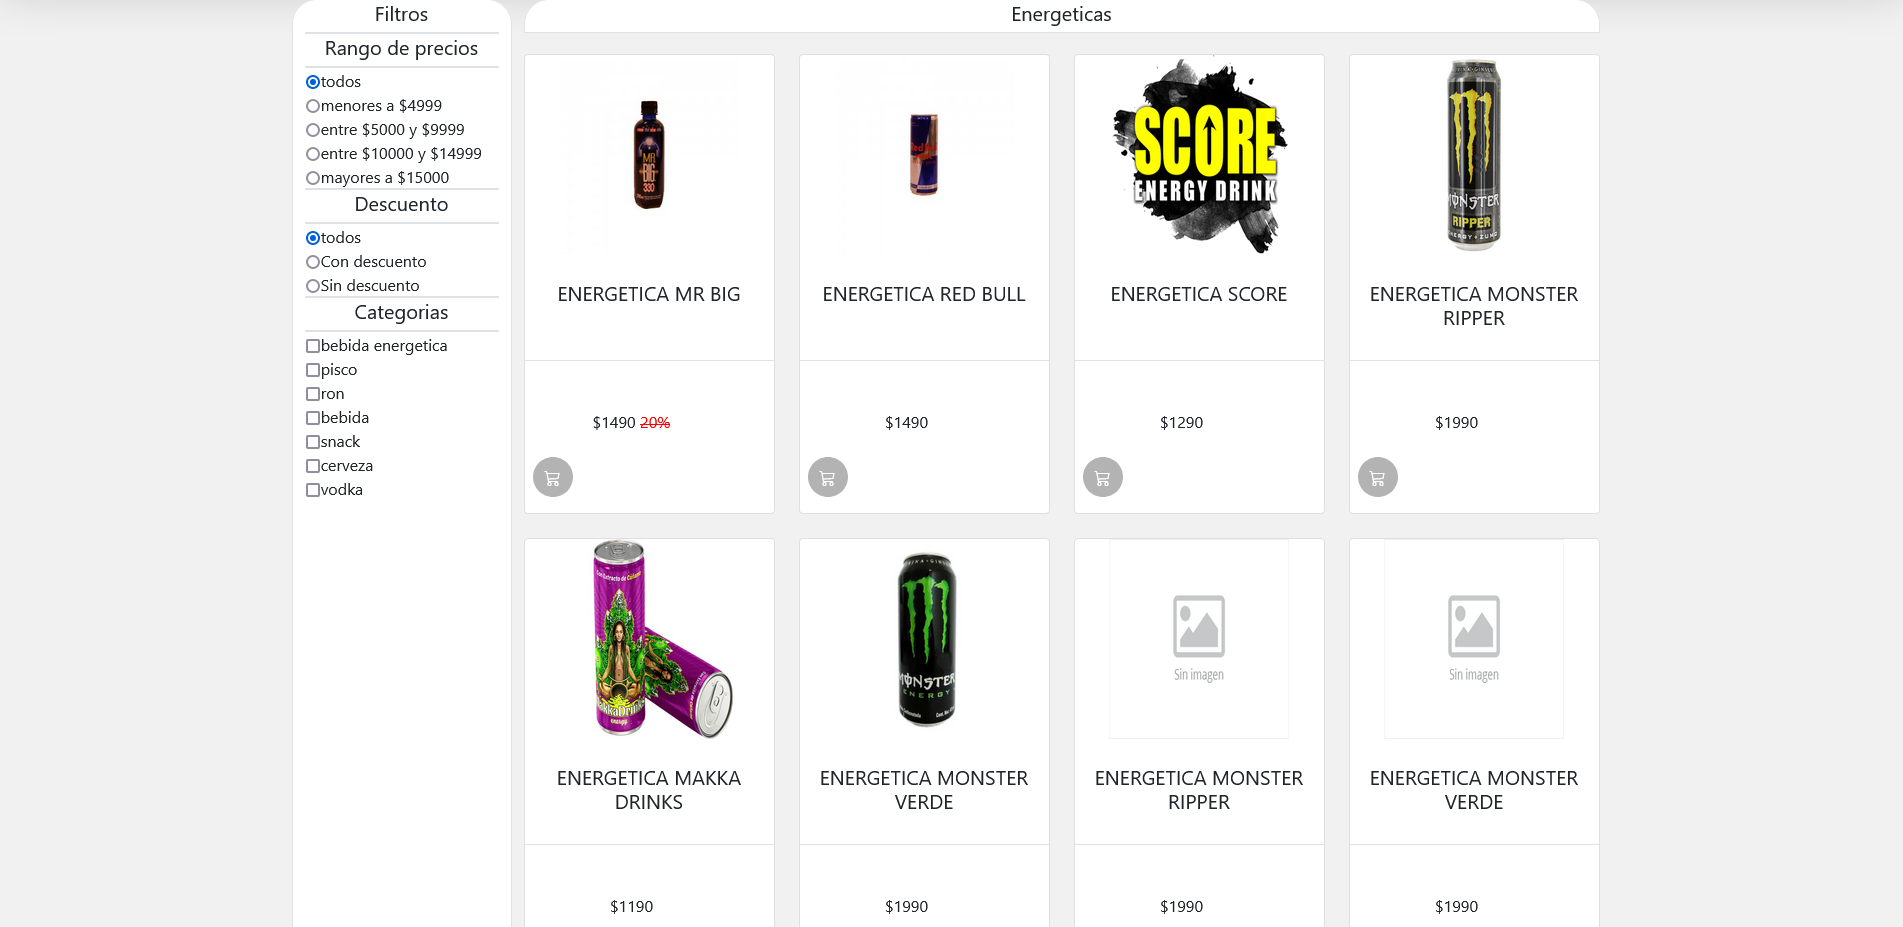 Filtros
Rango de precios
todos
menores a $4999
entre $5000 y $9999
entre $10000 y $14999
mayores a $15000
Descuento
todos
Con descuento
Sin descuento
Categorias
bebida energetica
pisco
ron
bebida
snack
cerveza
vodka
Energeticas
MR
BIG
330
ENERGETICA MR BIG
$1490 20%
Red Bull
ENERGETICA RED BULL
$1490
SCORE
ENERGY DRINK
ENERGETICA SCORE
$1290
MONSTER
RIPPER
ENERGY+ZUMO
ENERGETICA MONSTER
RIPPER
$1990
MakkaDrinks
energy
ENERGETICA MAKKA
DRINKS
$1190
MONSTER
ENERGY
ENERGETICA MONSTER
VERDE
$1990
Sin imagen
ENERGETICA MONSTER
RIPPER
$1990
Sin imagen
ENERGETICA MONSTER
VERDE
$1990